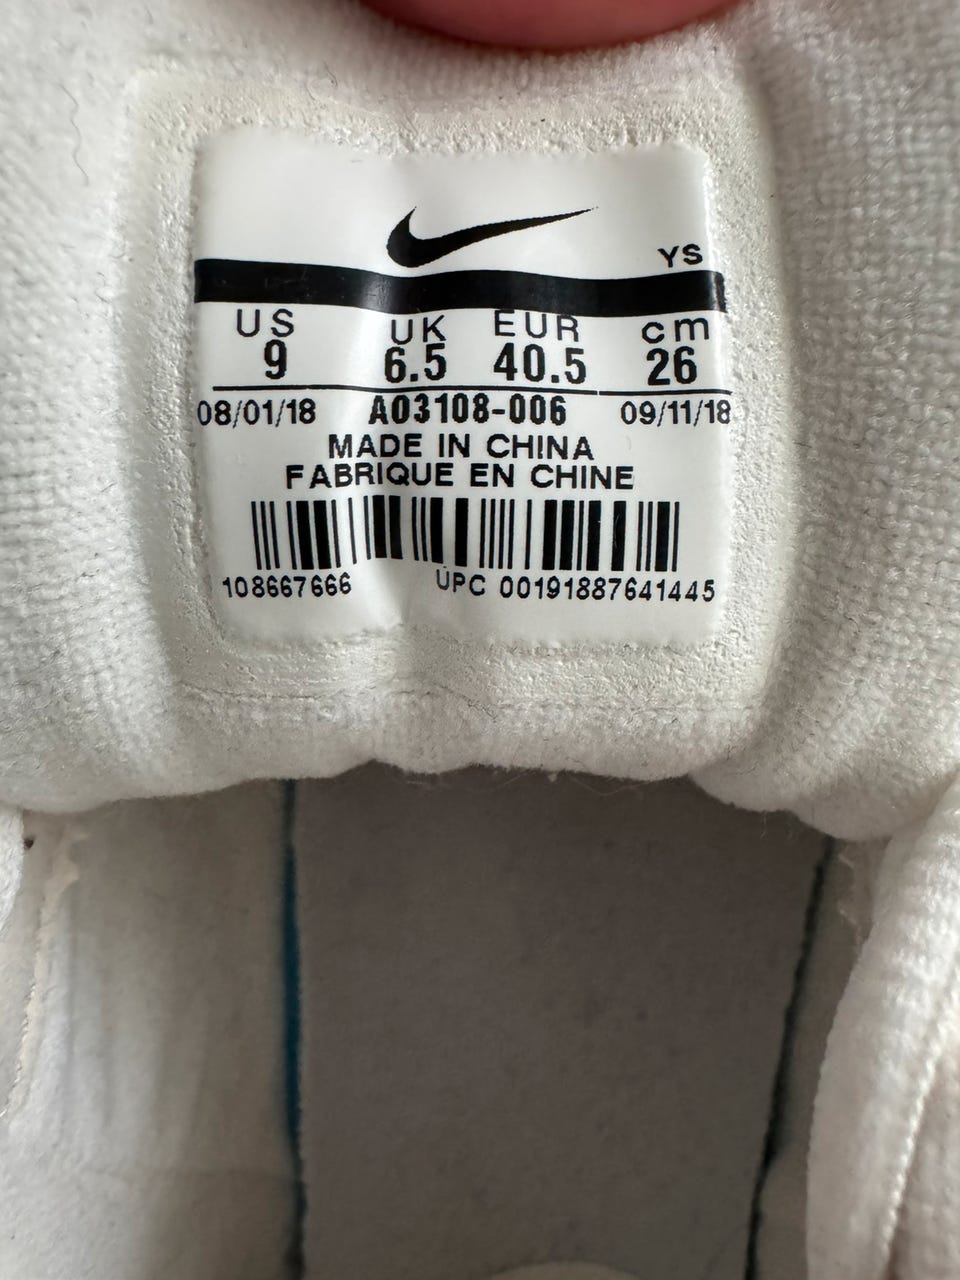 YS
US UK EUR cm
9 6.5 40.5 26
08/01/18 AO3108-006 09/11/18
MADE IN CHINA
FABRIQUE EN CHINE
108667666 UPC 00191887641445